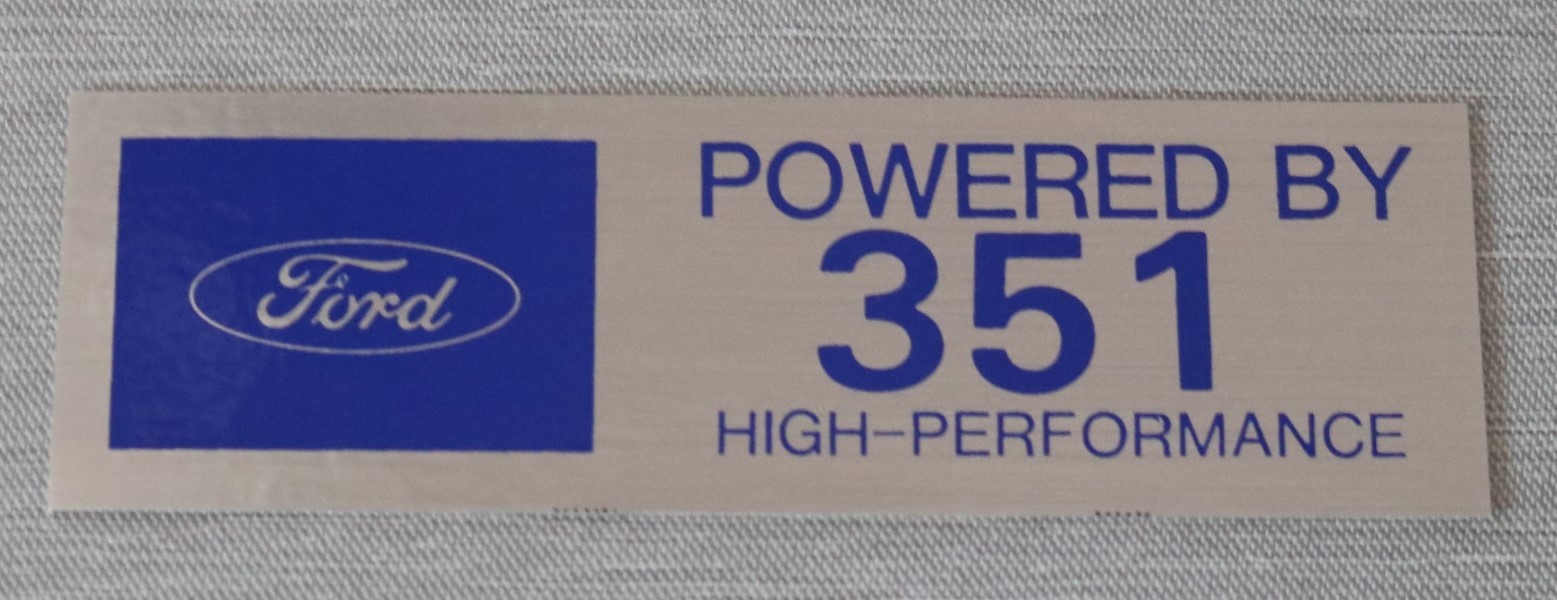 Ford
POWERED BY
351
HIGH-PERFORMANCE